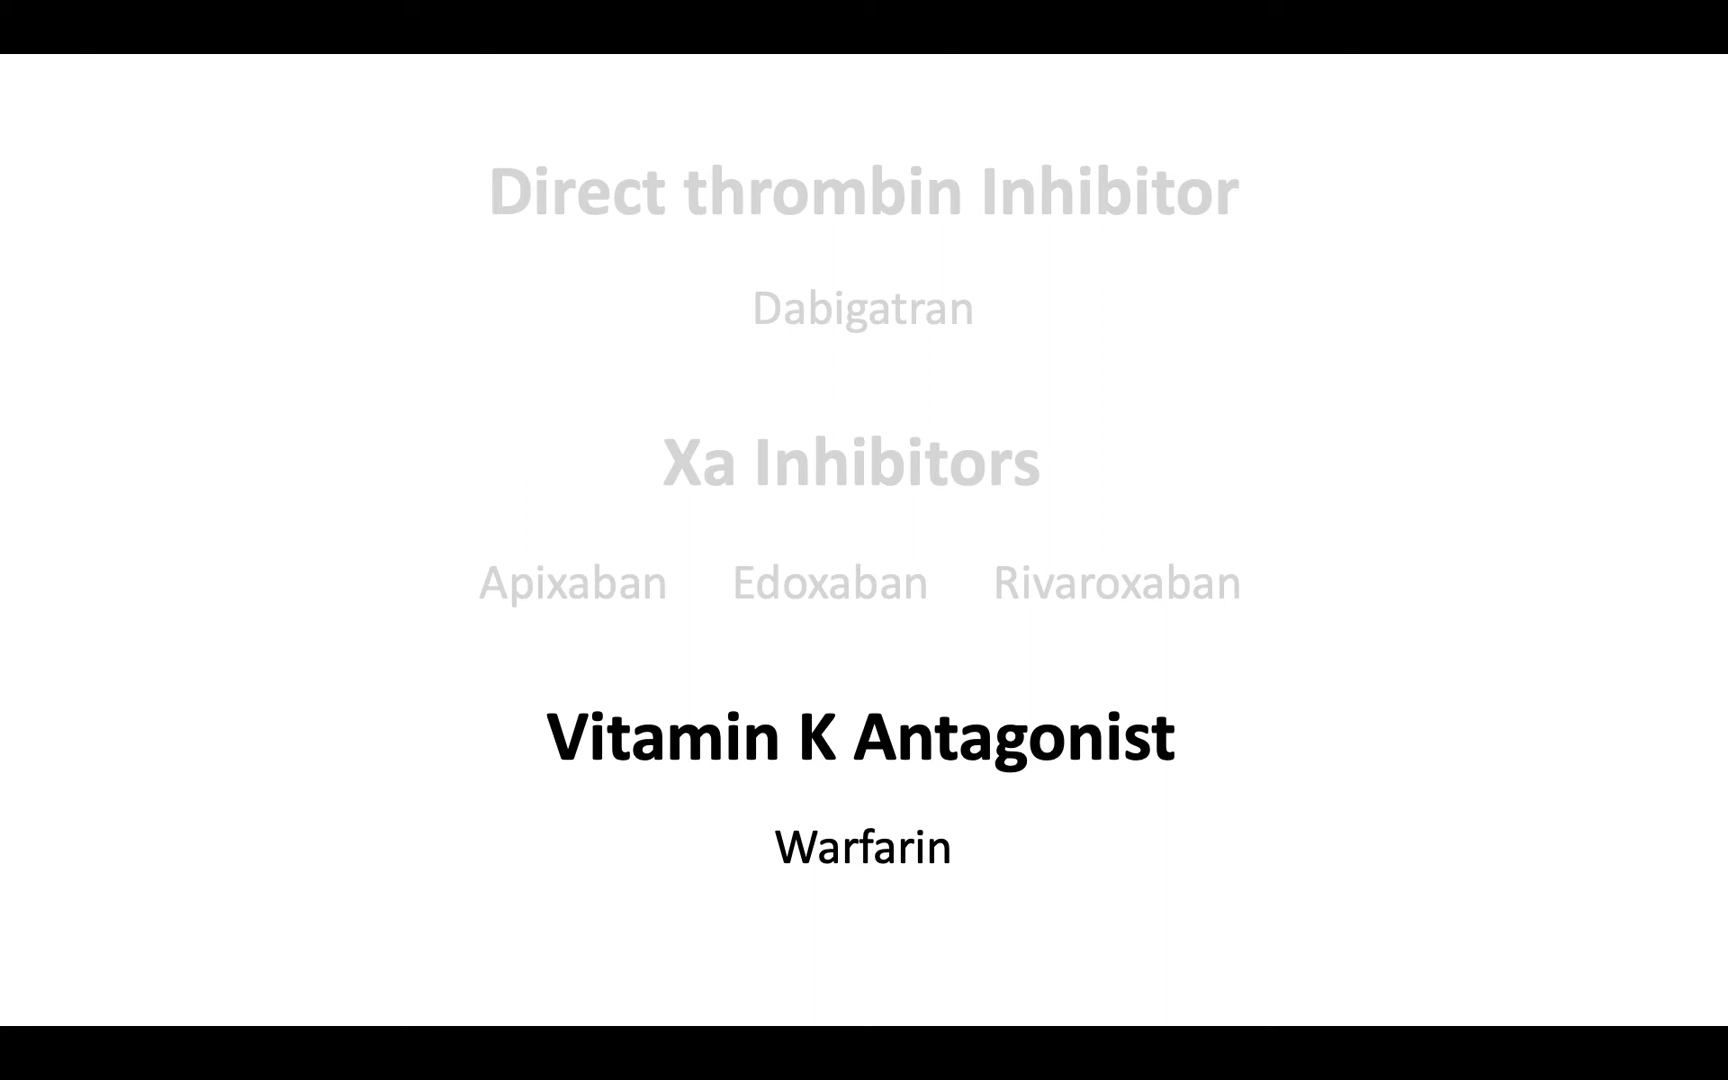 Direct thrombin Inhibitor
Dabigatran
Xa Inhibitors
Apixaban Edoxaban Rivaroxaban
Vitamin K Antagonist
Warfarin